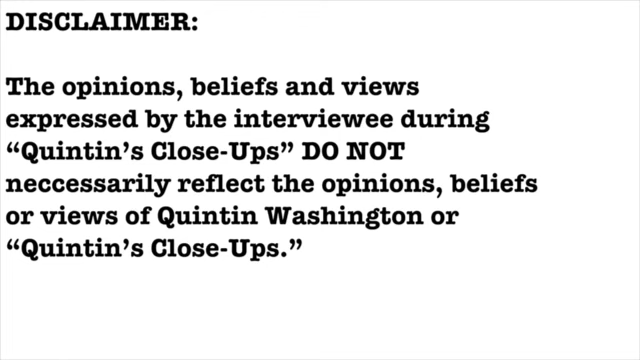 DISCLAIMER:
The opinions, beliefs and views
expressed by the interviewee during
“Quintin’s Close-Ups” DO NOT
neccessarily reflect the opinions, beliefs
or views of Quintin Washington or
“Quintin’s Close-Ups.”